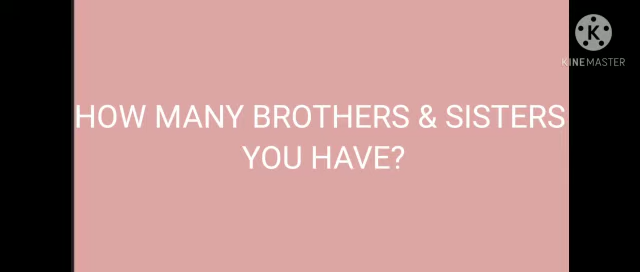 K
KINEMASTER
HOW MANY BROTHERS & SISTERS
YOU HAVE?